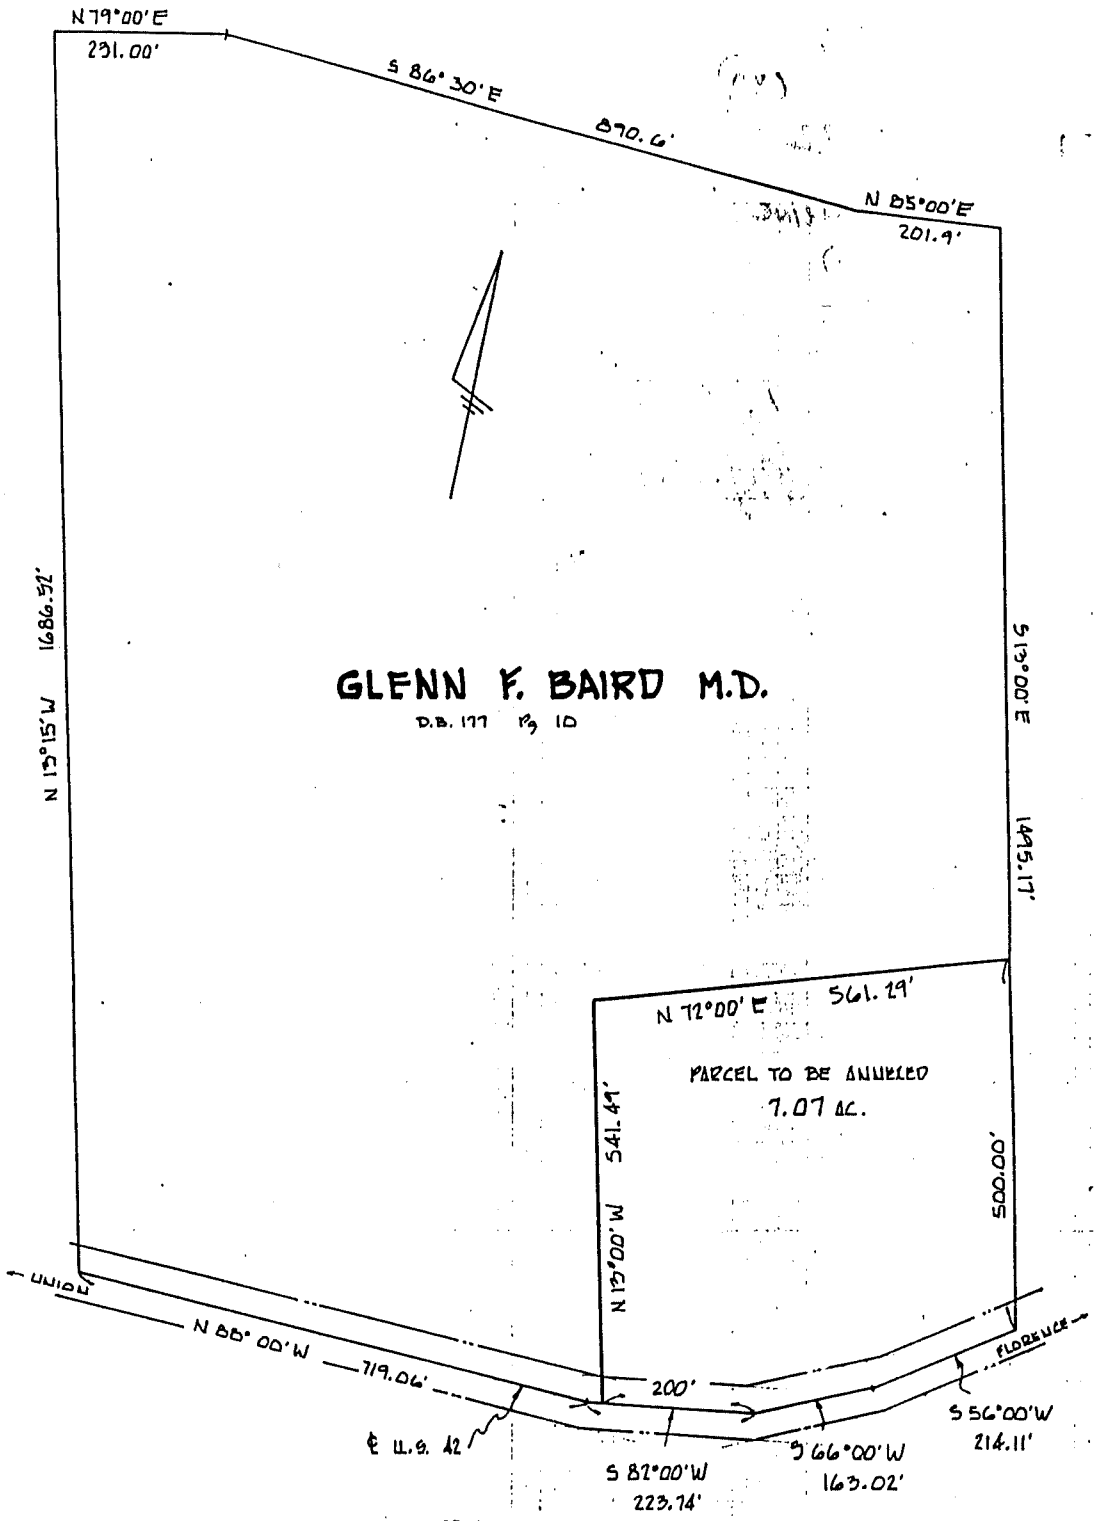 N 79°00' E
231.00'
S 86° 30' E
890.6'
N 85°00' E
201.9'
N 13°15' W 1686.52'
GLENN F. BAIRD M.D.
D.B. 177 Pg 10
S 13°00' E 1495.17'
N 72°00' E 561.29'
PARCEL TO BE ANNEXED
7.07 AC.
N 13°00' W 541.49'
500.00'
← UNION
N 88° 00' W 719.06'
200'
FLORENCE →
℄ U.S. 42
S 82°00' W
223.74'
S 66°00' W
163.02'
S 56°00' W
214.11'